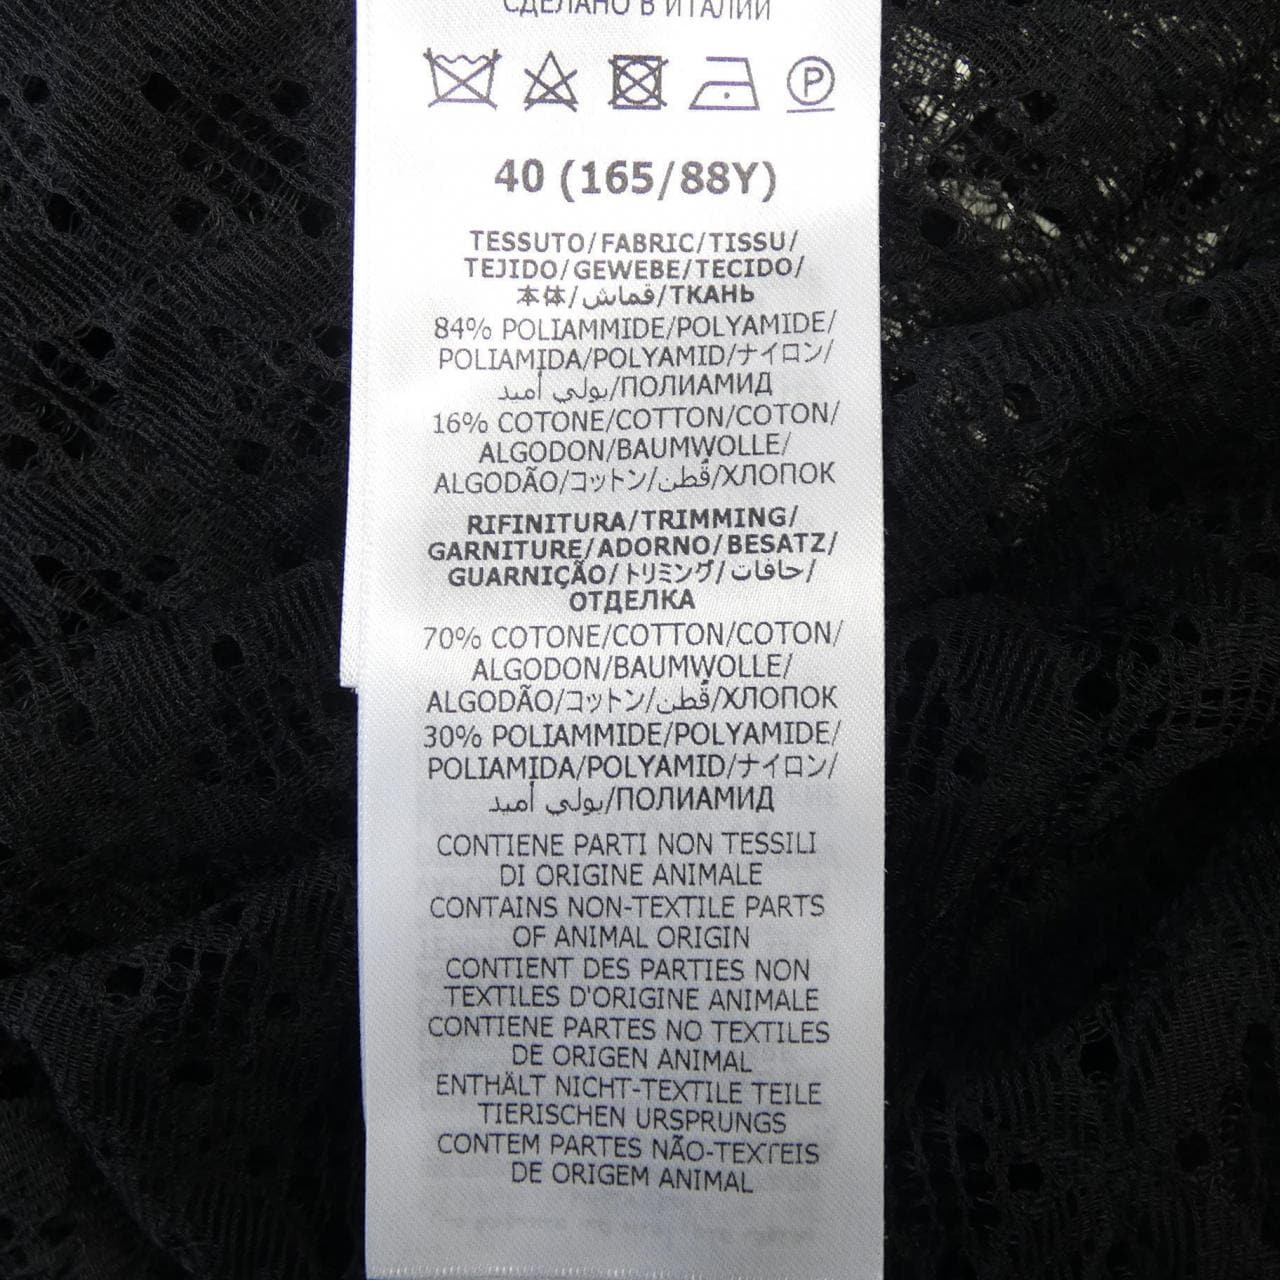 СДЕЛАНО В ИТАЛИИ
P
40 (165/88Y)
TESSUTO/FABRIC/TISSU/
TEJIDO/GEWEBE/TECIDO/
本体/قماش/ТКАНЬ
84% POLIAMMIDE/POLYAMIDE/
POLIAMIDA/POLYAMID/ナイロン/
بولي أميد/ПОЛИАМИД
16% COTONE/COTTON/COTON/
ALGODON/BAUMWOLLE/
ALGODÃO/コットン/قطن/ХЛОПОК
RIFINITURA/TRIMMING/
GARNITURE/ADORNO/BESATZ/
GUARNIÇÃO/トリミング/حافات/
ОТДЕЛКА
70% COTONE/COTTON/COTON/
ALGODON/BAUMWOLLE/
ALGODÃO/コットン/قطن/ХЛОПОК
30% POLIAMMIDE/POLYAMIDE/
POLIAMIDA/POLYAMID/ナイロン/
بولي أميد/ПОЛИАМИД
CONTIENE PARTI NON TESSILI
DI ORIGINE ANIMALE
CONTAINS NON-TEXTILE PARTS
OF ANIMAL ORIGIN
CONTIENT DES PARTIES NON
TEXTILES D'ORIGINE ANIMALE
CONTIENE PARTES NO TEXTILES
DE ORIGEN ANIMAL
ENTHÄLT NICHT-TEXTILE TEILE
TIERISCHEN URSPRUNGS
CONTEM PARTES NÃO-TEXTEIS
DE ORIGEM ANIMAL